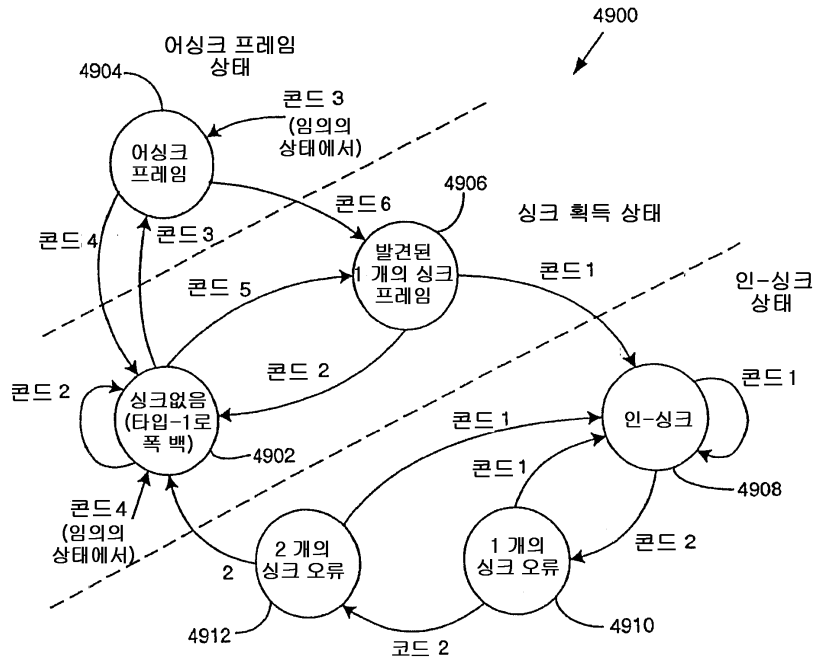 4900
어싱크 프레임
상태
4904
콘드 3
(임의의
상태에서)
어싱크
프레임
4906
콘드6
싱크 획득 상태
콘드4
콘드3
발견된
1 개의 싱크
프레임
콘드1
인-싱크
상태
콘드 5
콘드 2
콘드 2
싱크없음
(타입-1로
폭 백)
콘드1
콘드1
인-싱크
4902
콘드1
4908
콘드4
(임의의
상태에서)
콘드 2
2 개의
싱크 오류
1 개의
싱크 오류
2
4912
4910
코드 2